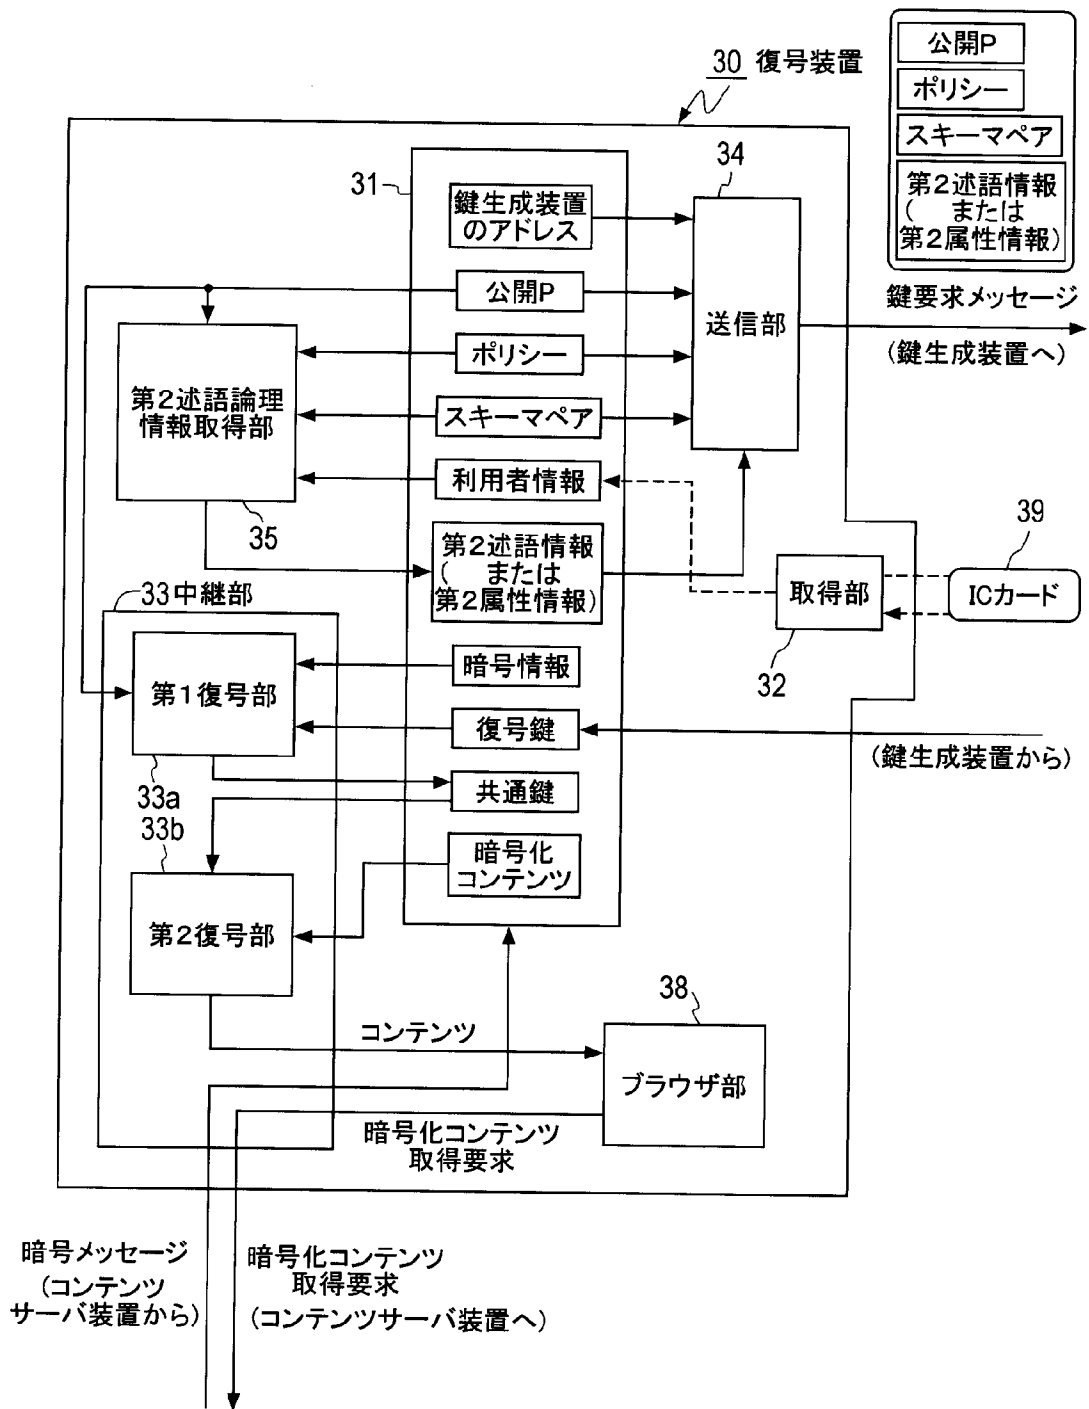 30 復号装置
公開P
ポリシー
スキーマペア
第2述語情報
( または
第2属性情報)
鍵要求メッセージ
(鍵生成装置へ)
31
34
鍵生成装置
のアドレス
公開P
ポリシー
スキーマペア
利用者情報
第2述語情報
( または
第2属性情報)
送信部
第2述語論理
情報取得部
35
39
ICカード
取得部
32
33中継部
第1復号部
33a
暗号情報
復号鍵
(鍵生成装置から)
共通鍵
暗号化
コンテンツ
33b
第2復号部
38
コンテンツ
ブラウザ部
暗号化コンテンツ
取得要求
暗号メッセージ
(コンテンツ
サーバ装置から)
暗号化コンテンツ
取得要求
(コンテンツサーバ装置へ)